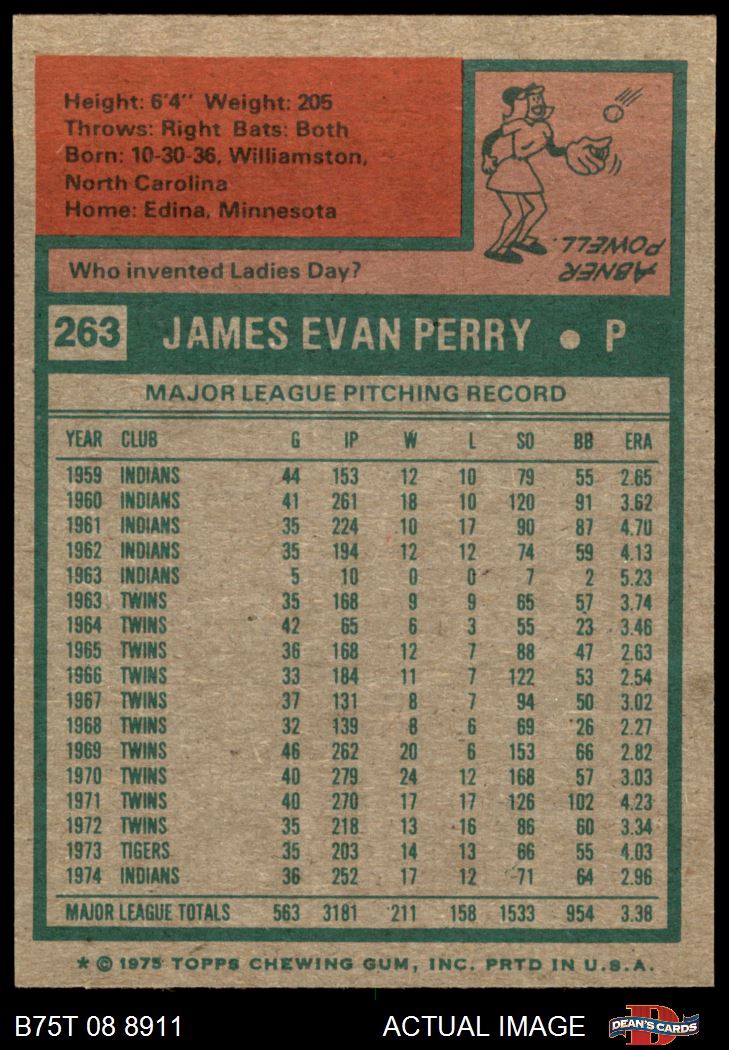 Height: 6'4" Weight: 205
Throws: Right Bats: Both
Born: 10-30-36, Williamston,
North Carolina
Home: Edina, Minnesota
ABNER
POWELL.
Who invented Ladies Day?
263 JAMES EVAN PERRY • P
MAJOR LEAGUE PITCHING RECORD
YEAR CLUB G IP W L SO BB ERA
1959 INDIANS 44 153 12 10 79 55 2.65
1960 INDIANS 41 261 18 10 120 91 3.62
1961 INDIANS 35 224 10 17 90 87 4.70
1962 INDIANS 35 194 12 12 74 59 4.13
1963 INDIANS 5 10 0 0 7 2 5.23
1963 TWINS 35 168 9 9 65 57 3.74
1964 TWINS 42 65 6 3 55 23 3.46
1965 TWINS 36 168 12 7 88 47 2.63
1966 TWINS 33 184 11 7 122 53 2.54
1967 TWINS 37 131 8 7 94 50 3.02
1968 TWINS 32 139 8 6 69 26 2.27
1969 TWINS 46 262 20 6 153 66 2.82
1970 TWINS 40 279 24 12 168 57 3.03
1971 TWINS 40 270 17 17 126 102 4.23
1972 TWINS 35 218 13 16 86 60 3.34
1973 TIGERS 35 203 14 13 66 55 4.03
1974 INDIANS 36 252 17 12 71 64 2.96
MAJOR LEAGUE TOTALS 563 3181 211 158 1533 954 3.38
* © 1975 TOPPS CHEWING GUM, INC. PRTD IN U.S.A.
B75T 08 8911 ACTUAL IMAGE DEAN'S CARDS